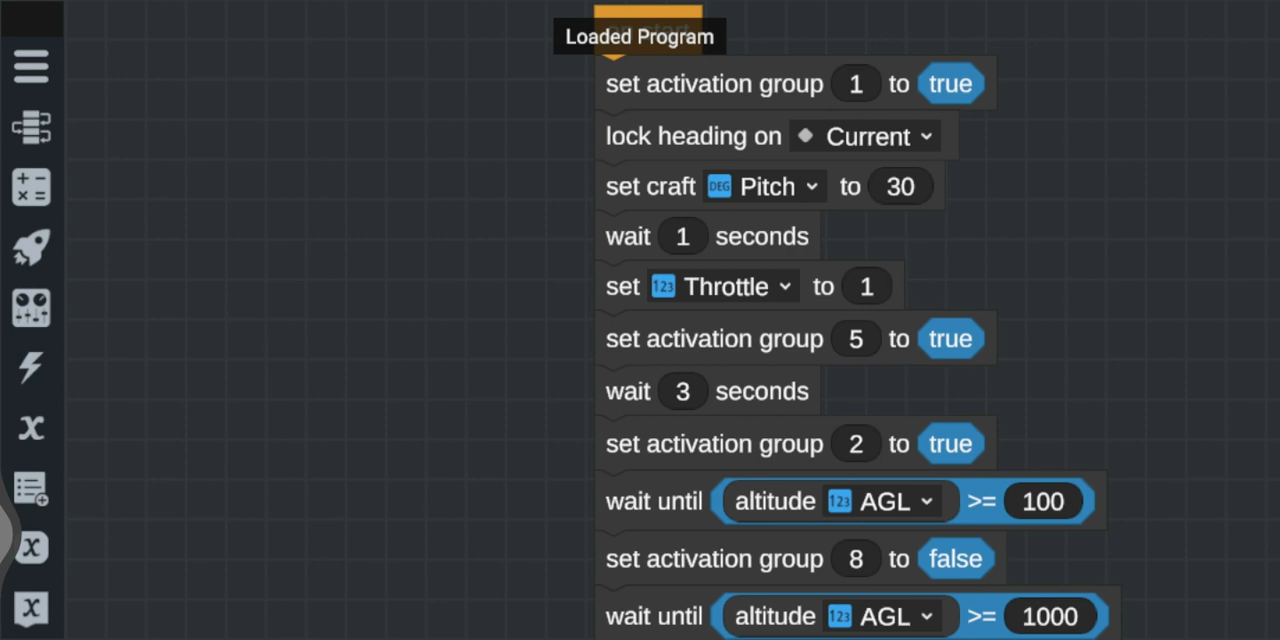 Loaded Program
set activation group 1 to true
lock heading on Current
set craft DEG Pitch to 30
wait 1 seconds
set 123 Throttle to 1
set activation group 5 to true
wait 3 seconds
set activation group 2 to true
wait until altitude 123 AGL >= 100
set activation group 8 to false
wait until altitude 123 AGL >= 1000